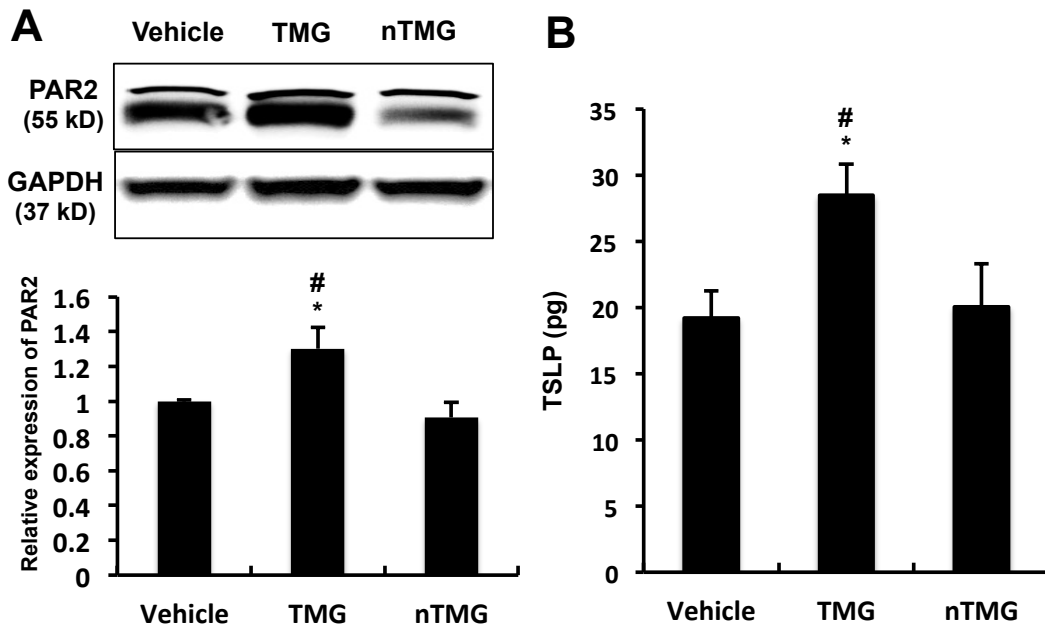 A
Vehicle TMG nTMG
PAR2
(55 kD)
GAPDH
(37 kD)
Relative expression of PAR2
1.6
1.4
1.2
1
0.8
0.6
0.4
0.2
0
#
*
Vehicle TMG nTMG
B
TSLP (pg)
35
30
25
20
15
10
5
0
#
*
Vehicle TMG nTMG